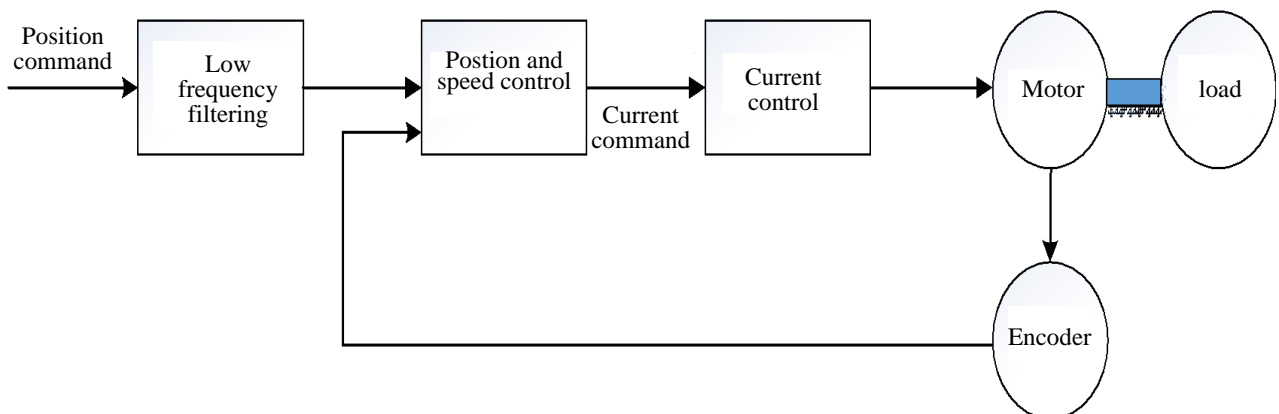 Position
command
Low
frequency
filtering
Postion and
speed control
Current
command
Current
control
Motor
load
Encoder